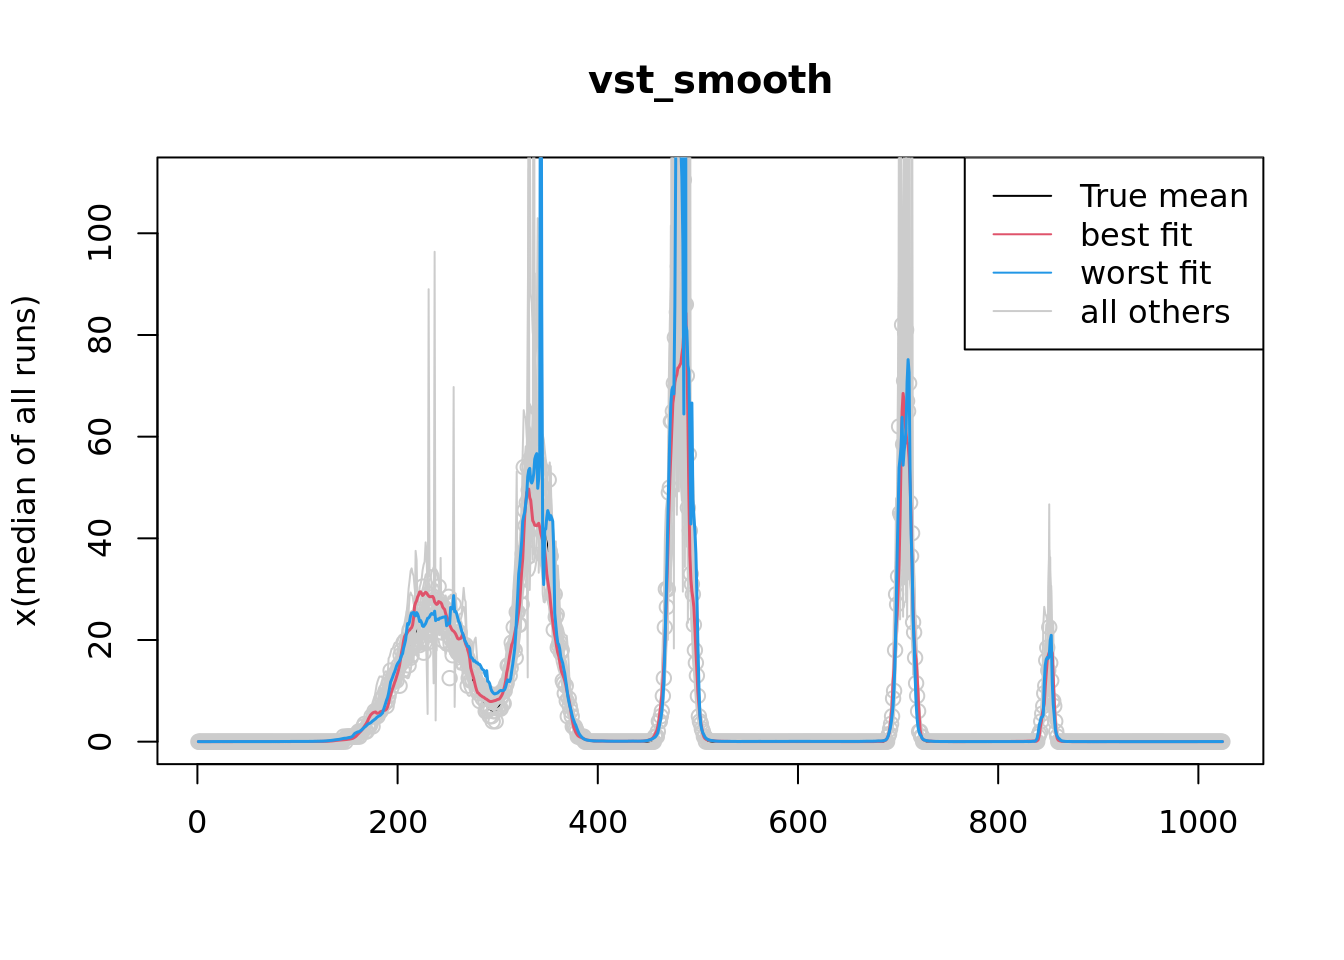 vst_smooth
x(median of all runs)
100
80
60
40
20
0
True mean
best fit
worst fit
all others
0 200 400 600 800 1000